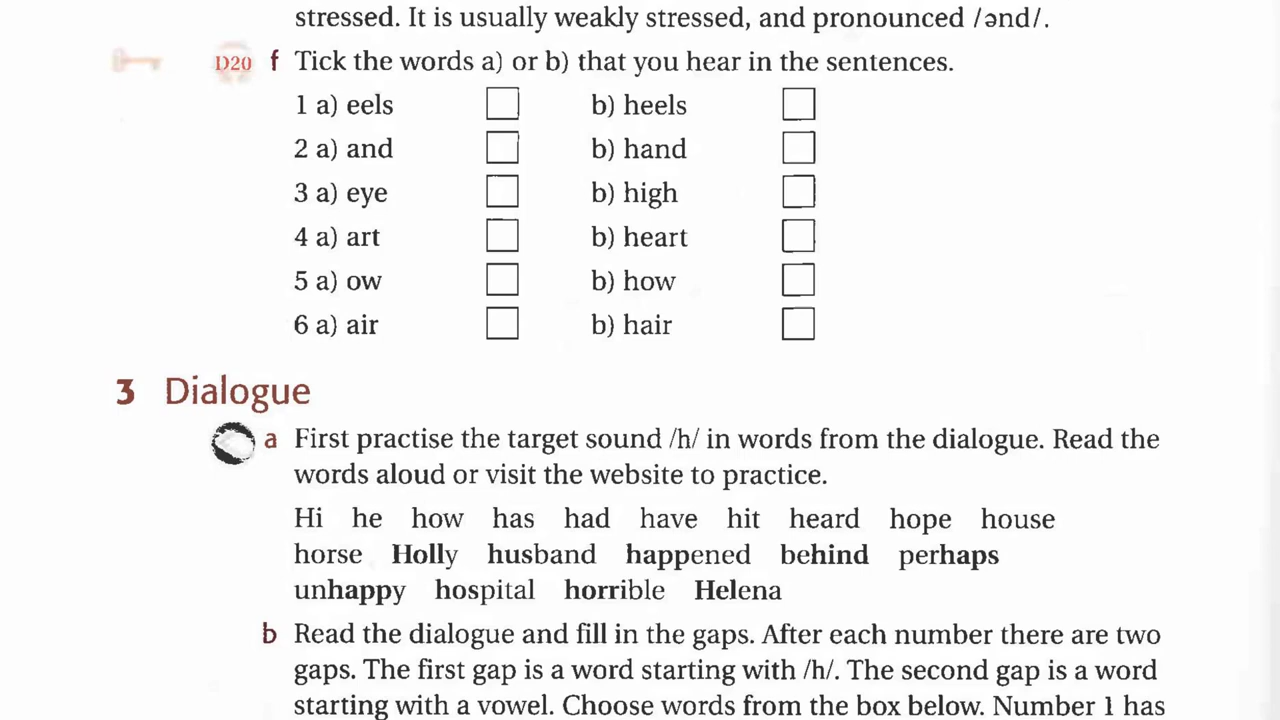 stressed. It is usually weakly stressed, and pronounced /ənd/.
D20 f Tick the words a) or b) that you hear in the sentences.
1 a) eels b) heels
2 a) and b) hand
3 a) eye b) high
4 a) art b) heart
5 a) ow b) how
6 a) air b) hair
3 Dialogue
a First practise the target sound /h/ in words from the dialogue. Read the
words aloud or visit the website to practice.
Hi he how has had have hit heard hope house
horse Holly husband happened behind perhaps
unhappy hospital horrible Helena
b Read the dialogue and fill in the gaps. After each number there are two
gaps. The first gap is a word starting with /h/. The second gap is a word
starting with a vowel. Choose words from the box below. Number 1 has